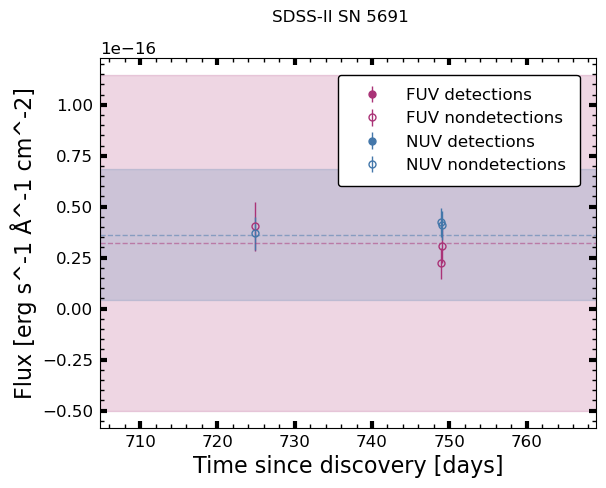 SDSS-II SN 5691
1e−16
FUV detections
FUV nondetections
NUV detections
NUV nondetections
1.00
0.75
0.50
0.25
0.00
−0.25
−0.50
Flux [erg s^-1 Å^-1 cm^-2]
710 720 730 740 750 760
Time since discovery [days]